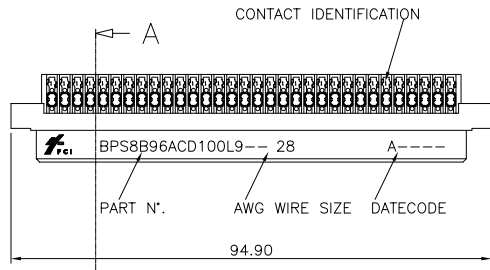 CONTACT IDENTIFICATION
A
FCI
BPS8B96ACD100L9-- 28 A----
PART N°. AWG WIRE SIZE DATECODE
94.90